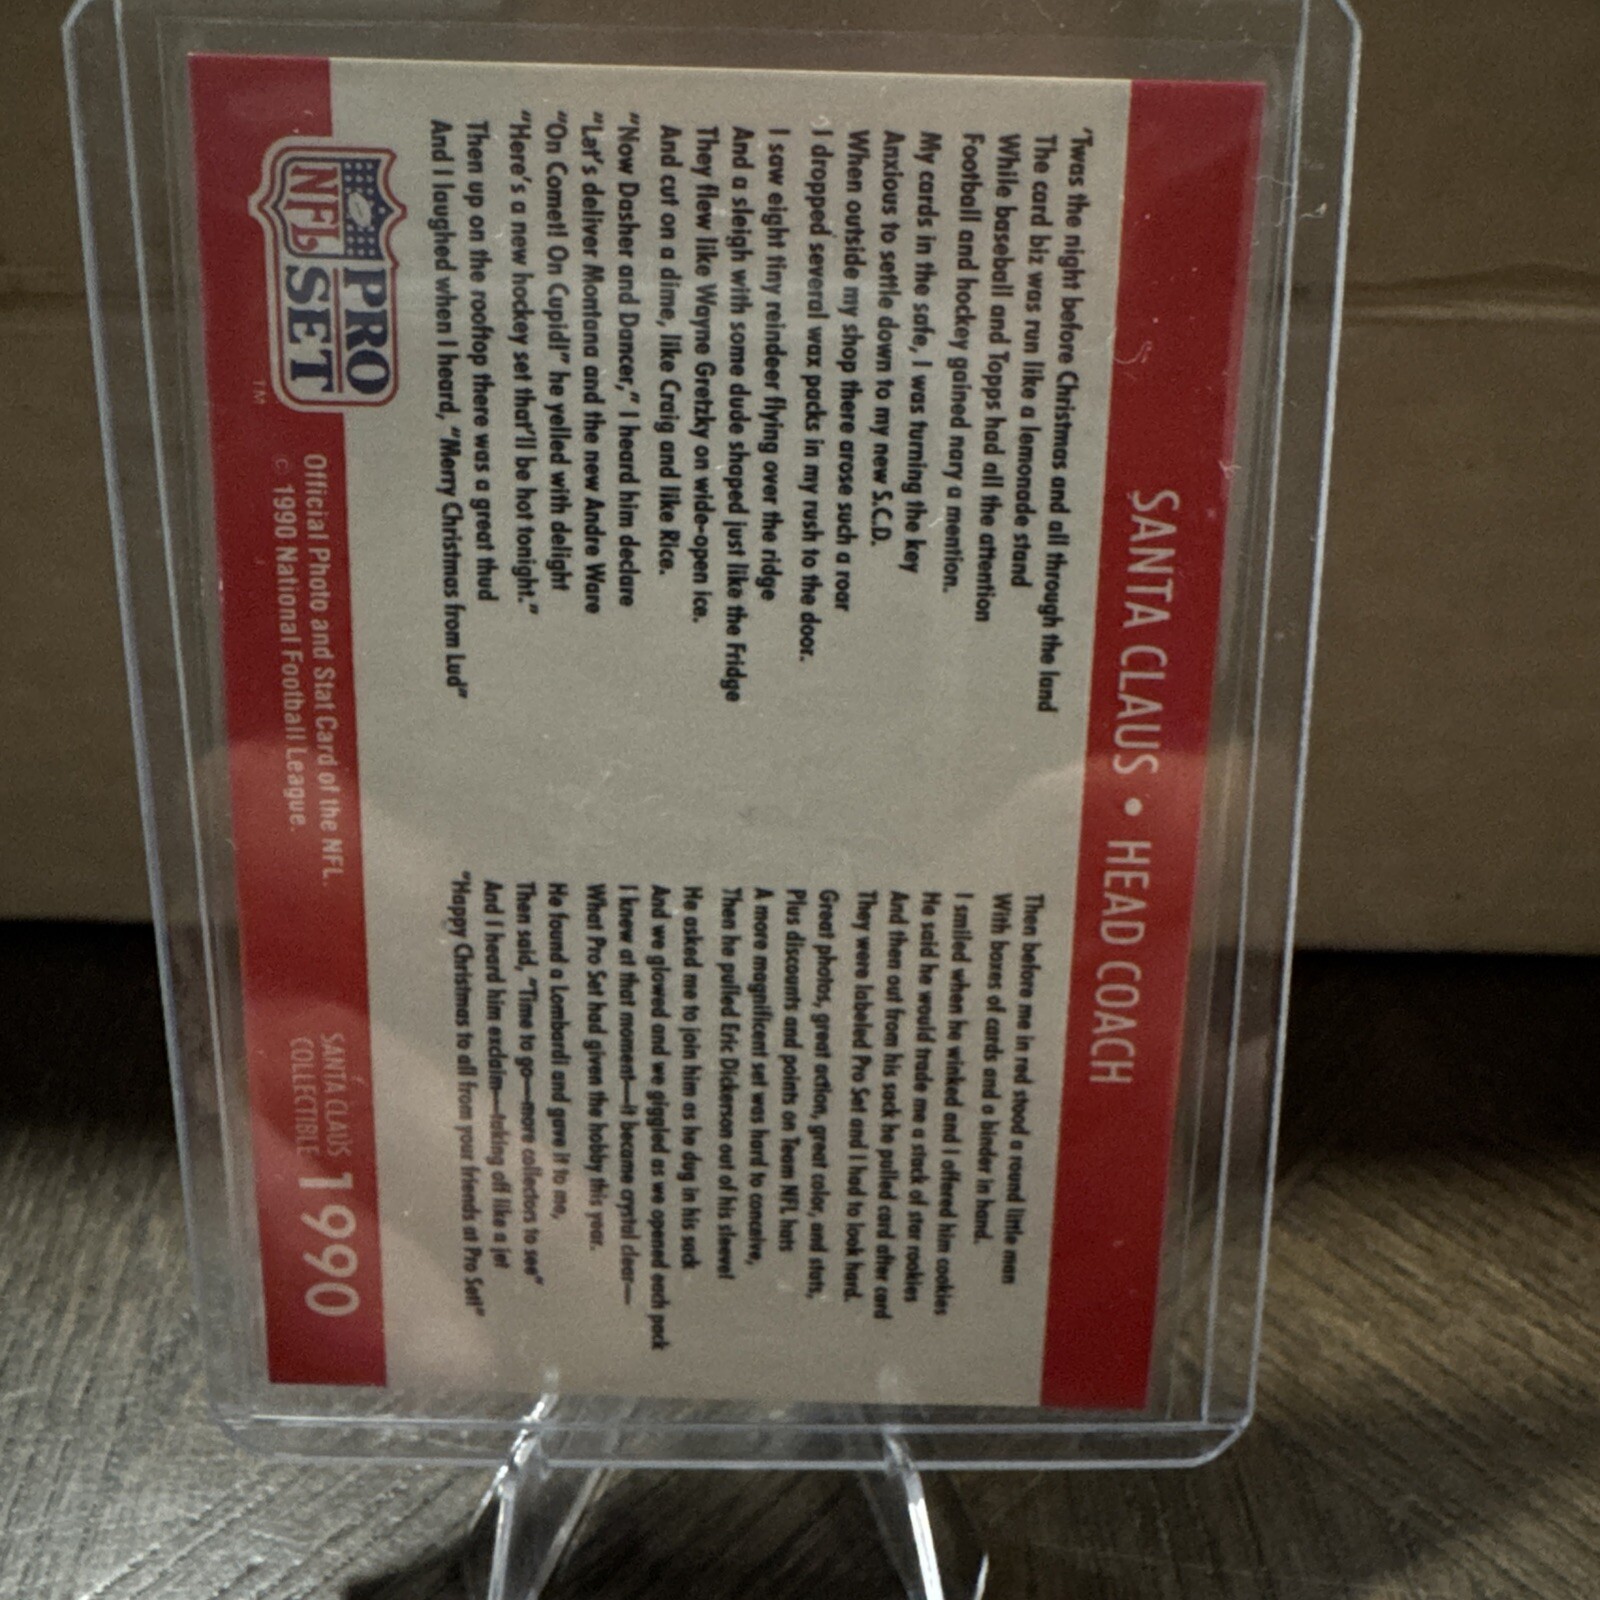 SANTA CLAUS • HEAD COACH
'Twas the night before Christmas and all through the land
The card biz was run like a lemonade stand
While baseball and Topps had all the attention
Football and hockey gained nary a mention.
My cards in the safe, I was turning the key
Anxious to settle down to my new S.C.D.
When outside my shop there arose such a roar
I dropped several wax packs in my rush to the door.
I saw eight tiny reindeer flying over the ridge
And a sleigh with some dude shaped just like the Fridge
They flew like Wayne Gretzky on wide-open ice.
And cut on a dime, like Craig and like Rice.
"Now Dasher and Dancer," I heard him declare
"Let's deliver Montana and the new Andre Ware
"On Comet! On Cupid!" he yelled with delight
"Here's a new hockey set that'll be hot tonight."
Then up on the rooftop there was a great thud
And I laughed when I heard, "Merry Christmas from Lud"
Then before me in red stood a round little man
With boxes of cards and a binder in hand.
I smiled when he winked and I offered him cookies
He said he would trade me a stack of star rookies
And then out from his sack he pulled card after card
They were labeled Pro Set and I had to look hard.
Great photos, great action, great color, and stats,
Plus discounts and points on Team NFL hats
A more magnificent set was hard to conceive,
Then he pulled Eric Dickerson out of his sleeve!
He asked me to join him as he dug in his sack
And we glowed and we giggled as we opened each pack
I knew at that moment—it became crystal clear—
What Pro Set had given the hobby this year.
He found a Lombardi and gave it to me,
Then said, "Time to go—more collectors to see"
And I heard him exclaim—taking off like a jet
"Happy Christmas to all from your friends at Pro Set!"
PRO
NFL SET
TM
Official Photo and Stat Card of the NFL.
© 1990 National Football League.
SANTA CLAUS
COLLECTIBLE
1990